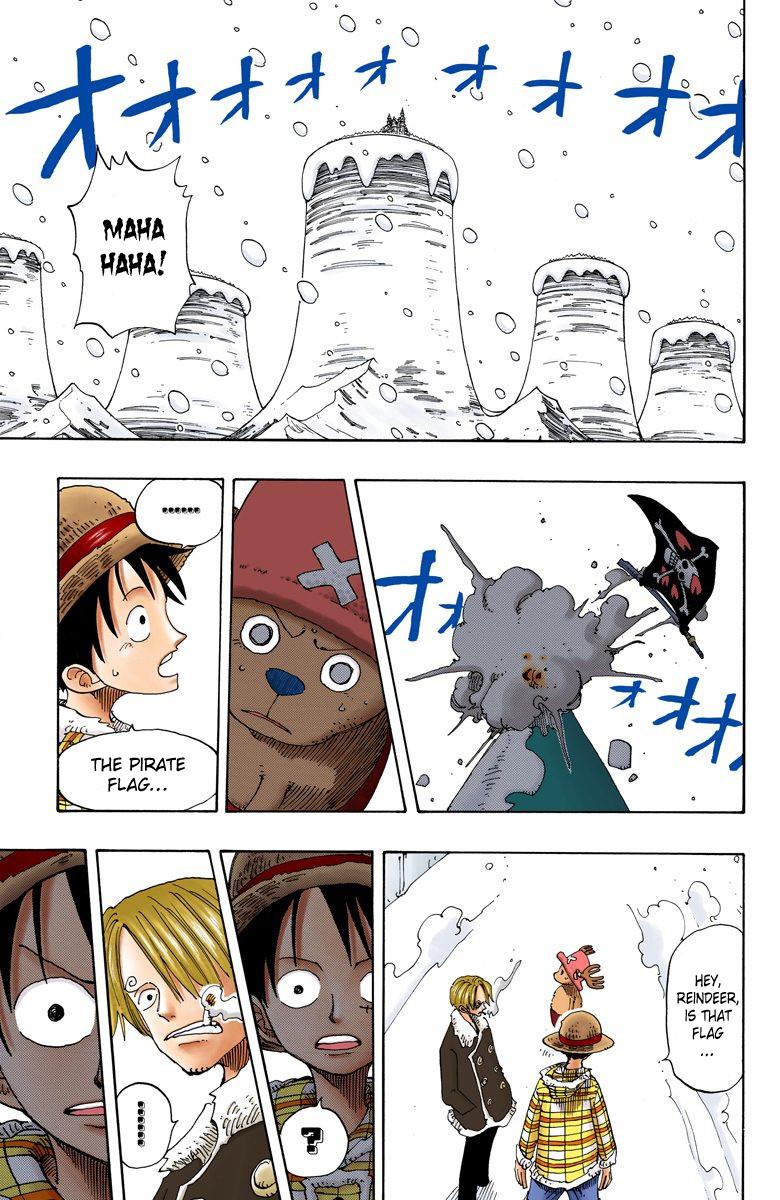 オオオオオオオオ
MAHA
HAHA!
オオ
オオオ
......
THE PIRATE
FLAG...
HEY,
REINDEER,
IS THAT
FLAG
...
?
......